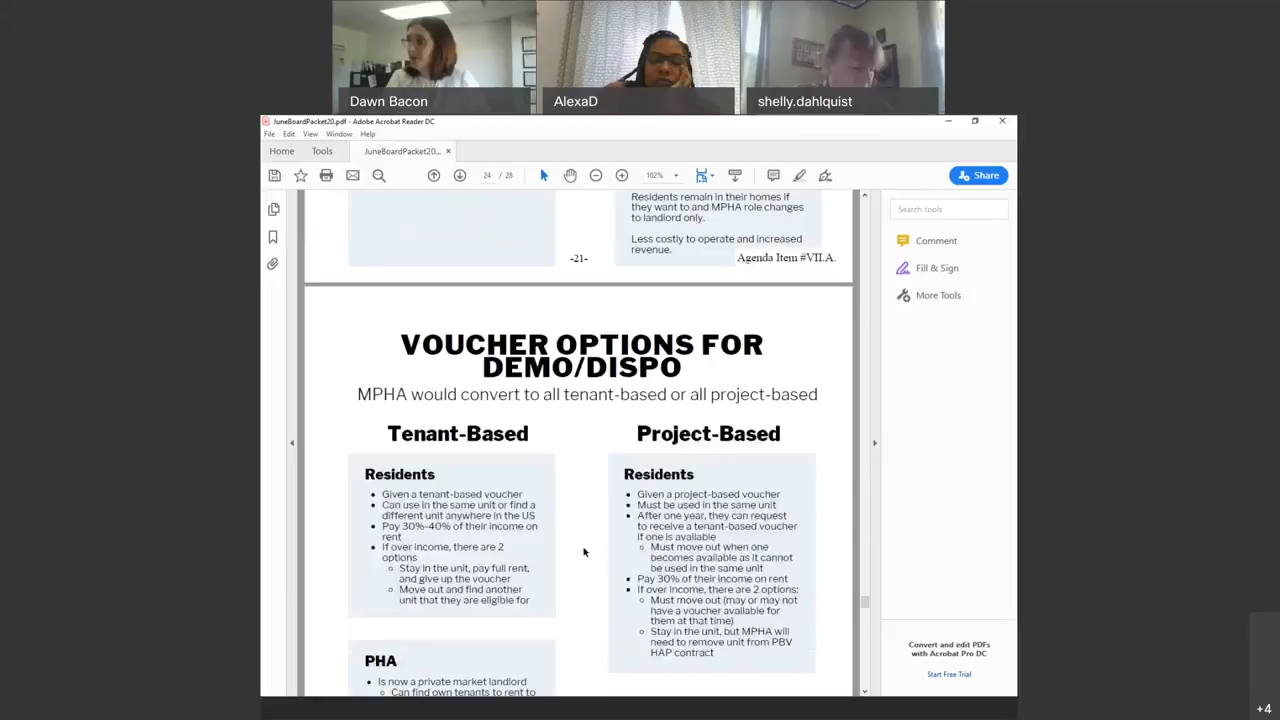 Dawn Bacon
AlexaD
shelly.dahlquist
JuneBoardPacket20.pdf - Adobe Acrobat Reader DC
File Edit View Window Help
Home Tools JuneBoardPacket20... ×
24 / 28 102% Share
Residents remain in their homes if
they want to and MPHA role changes
to landlord only.
Less costly to operate and increased
revenue.
-21-
Agenda Item #VII.A.
Search tools
Comment
Fill & Sign
More Tools
VOUCHER OPTIONS FOR
DEMO/DISPO
MPHA would convert to all tenant-based or all project-based
Tenant-Based
Residents
• Given a tenant-based voucher
• Can use in the same unit or find a
different unit anywhere in the US
• Pay 30%-40% of their income on
rent
• If over income, there are 2
options
○ Stay in the unit, pay full rent,
and give up the voucher
○ Move out and find another
unit that they are eligible for
PHA
• Is now a private market landlord
○ Can find own tenants to rent to
Project-Based
Residents
• Given a project-based voucher
• Must be used in the same unit
• After one year, they can request
to receive a tenant-based voucher
if one is available
○ Must move out when one
becomes available as it cannot
be used in the same unit
• Pay 30% of their income on rent
• If over income, there are 2 options:
○ Must move out (may or may not
have a voucher available for
them at that time)
○ Stay in the unit, but MPHA will
need to remove unit from PBV
HAP contract
Convert and edit PDFs
with Acrobat Pro DC
Start Free Trial
+4